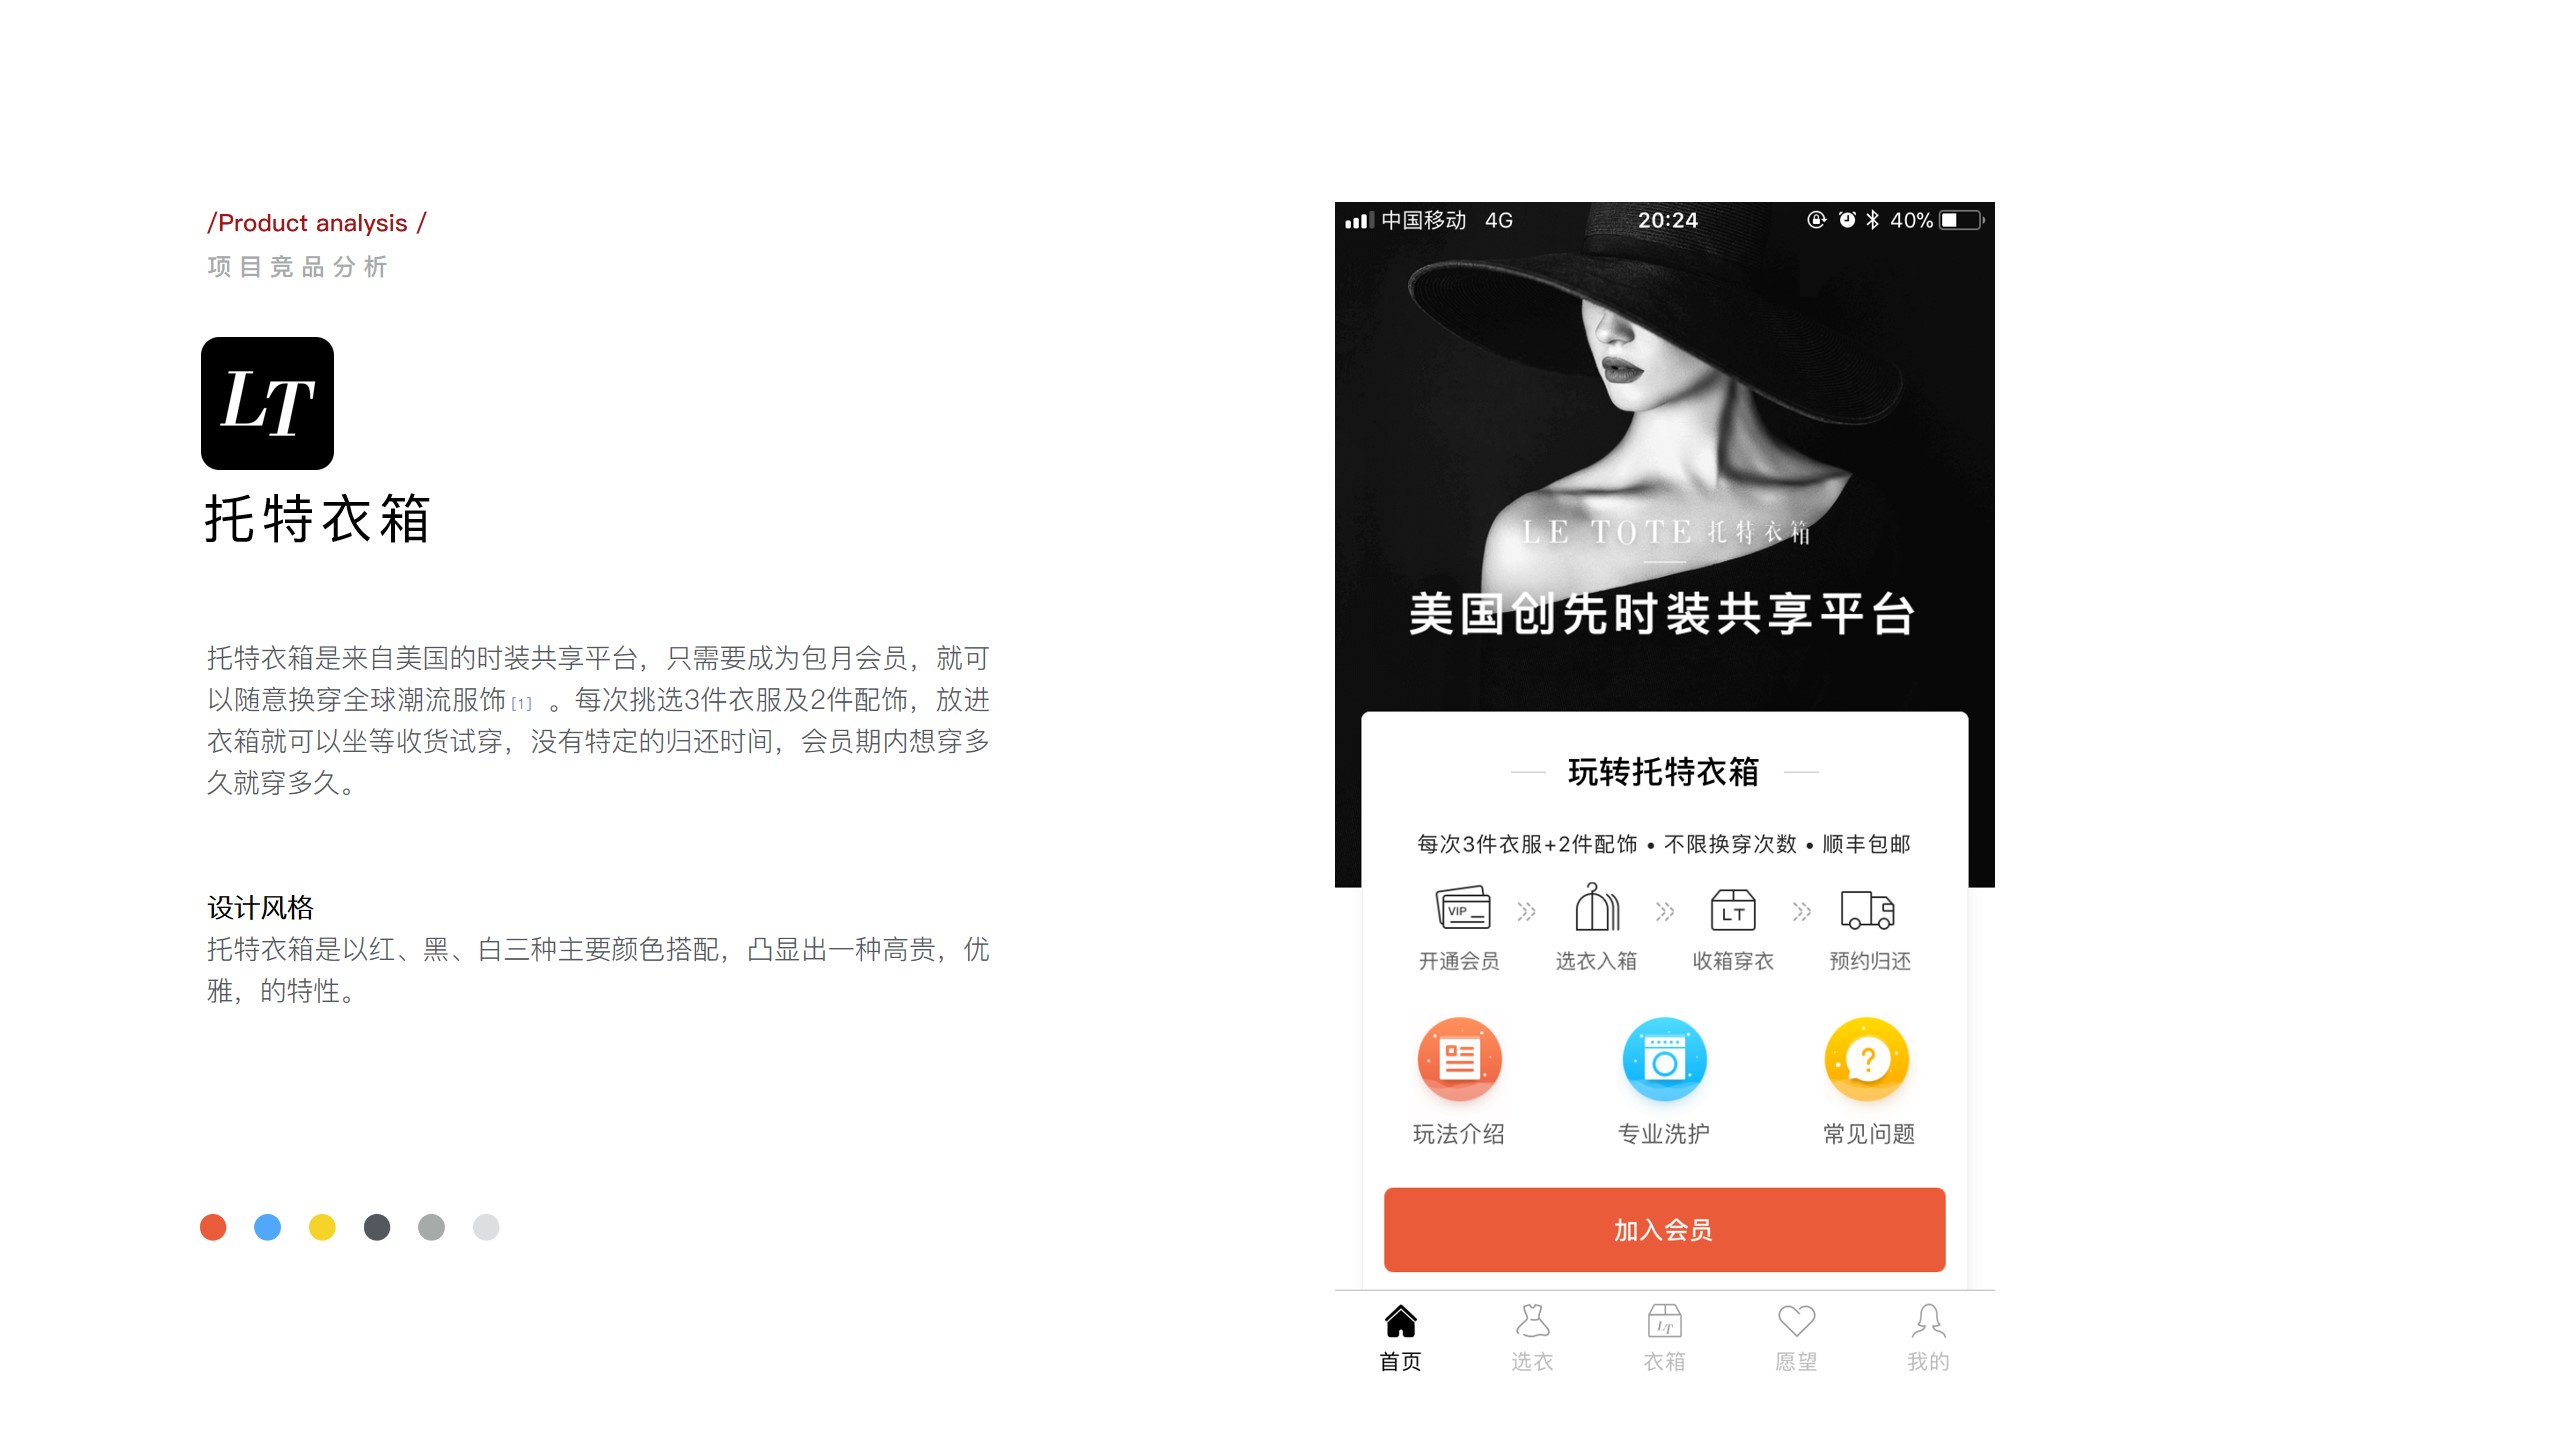 /Product analysis /
项目竞品分析
LT
托特衣箱
托特衣箱是来自美国的时装共享平台，只需要成为包月会员，就可
以随意换穿全球潮流服饰[1] 。每次挑选3件衣服及2件配饰，放进
衣箱就可以坐等收货试穿，没有特定的归还时间，会员期内想穿多
久就穿多久。
设计风格
托特衣箱是以红、黑、白三种主要颜色搭配，凸显出一种高贵，优
雅，的特性。
中国移动 4G 20:24 40%
LE TOTE 托特衣箱
美国创先时装共享平台
玩转托特衣箱
每次3件衣服+2件配饰 • 不限换穿次数 • 顺丰包邮
VIP LT
开通会员 选衣入箱 收箱穿衣 预约归还
?
玩法介绍 专业洗护 常见问题
加入会员
LT
首页 选衣 衣箱 愿望 我的